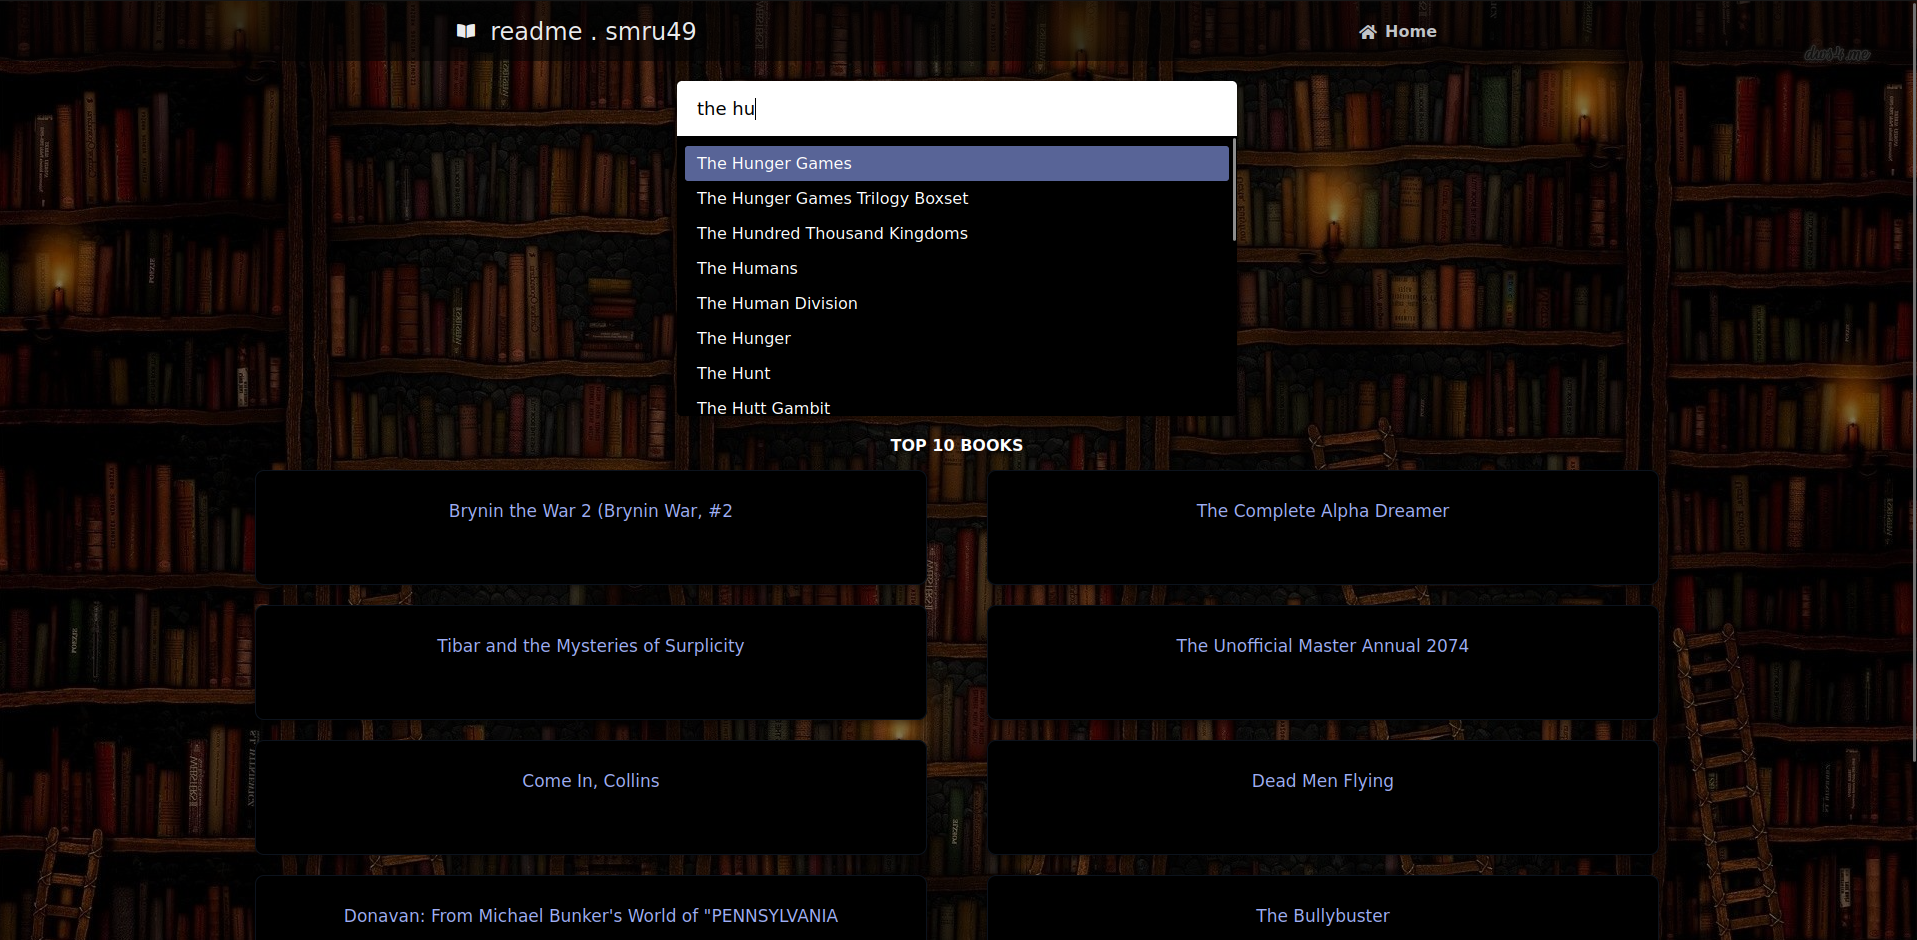 readme . smru49
Home
dws4.me
the hu
The Hunger Games
The Hunger Games Trilogy Boxset
The Hundred Thousand Kingdoms
The Humans
The Human Division
The Hunger
The Hunt
The Hutt Gambit
TOP 10 BOOKS
Brynin the War 2 (Brynin War, #2
The Complete Alpha Dreamer
Tibar and the Mysteries of Surplicity
The Unofficial Master Annual 2074
Come In, Collins
Dead Men Flying
Donavan: From Michael Bunker's World of "PENNSYLVANIA
The Bullybuster